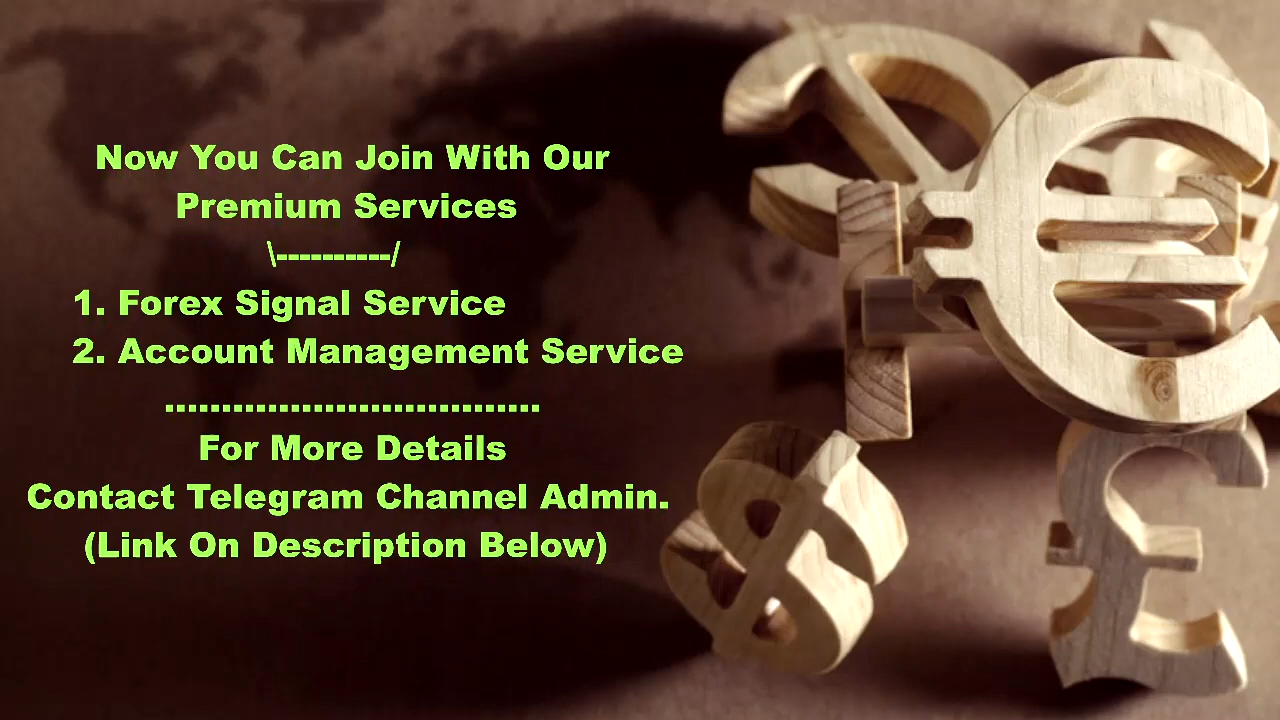 Now You Can Join With Our
Premium Services
\----------/
1. Forex Signal Service
2. Account Management Service
.................................
For More Details
Contact Telegram Channel Admin.
(Link On Description Below)